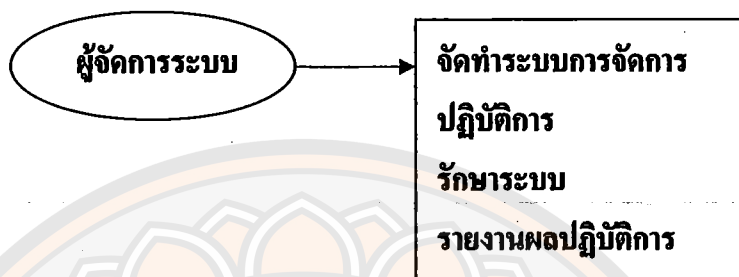 ผู้จัดการระบบ
จัดทำระบบการจัดการ
ปฏิบัติการ
รักษาระบบ
รายงานผลปฏิบัติการ